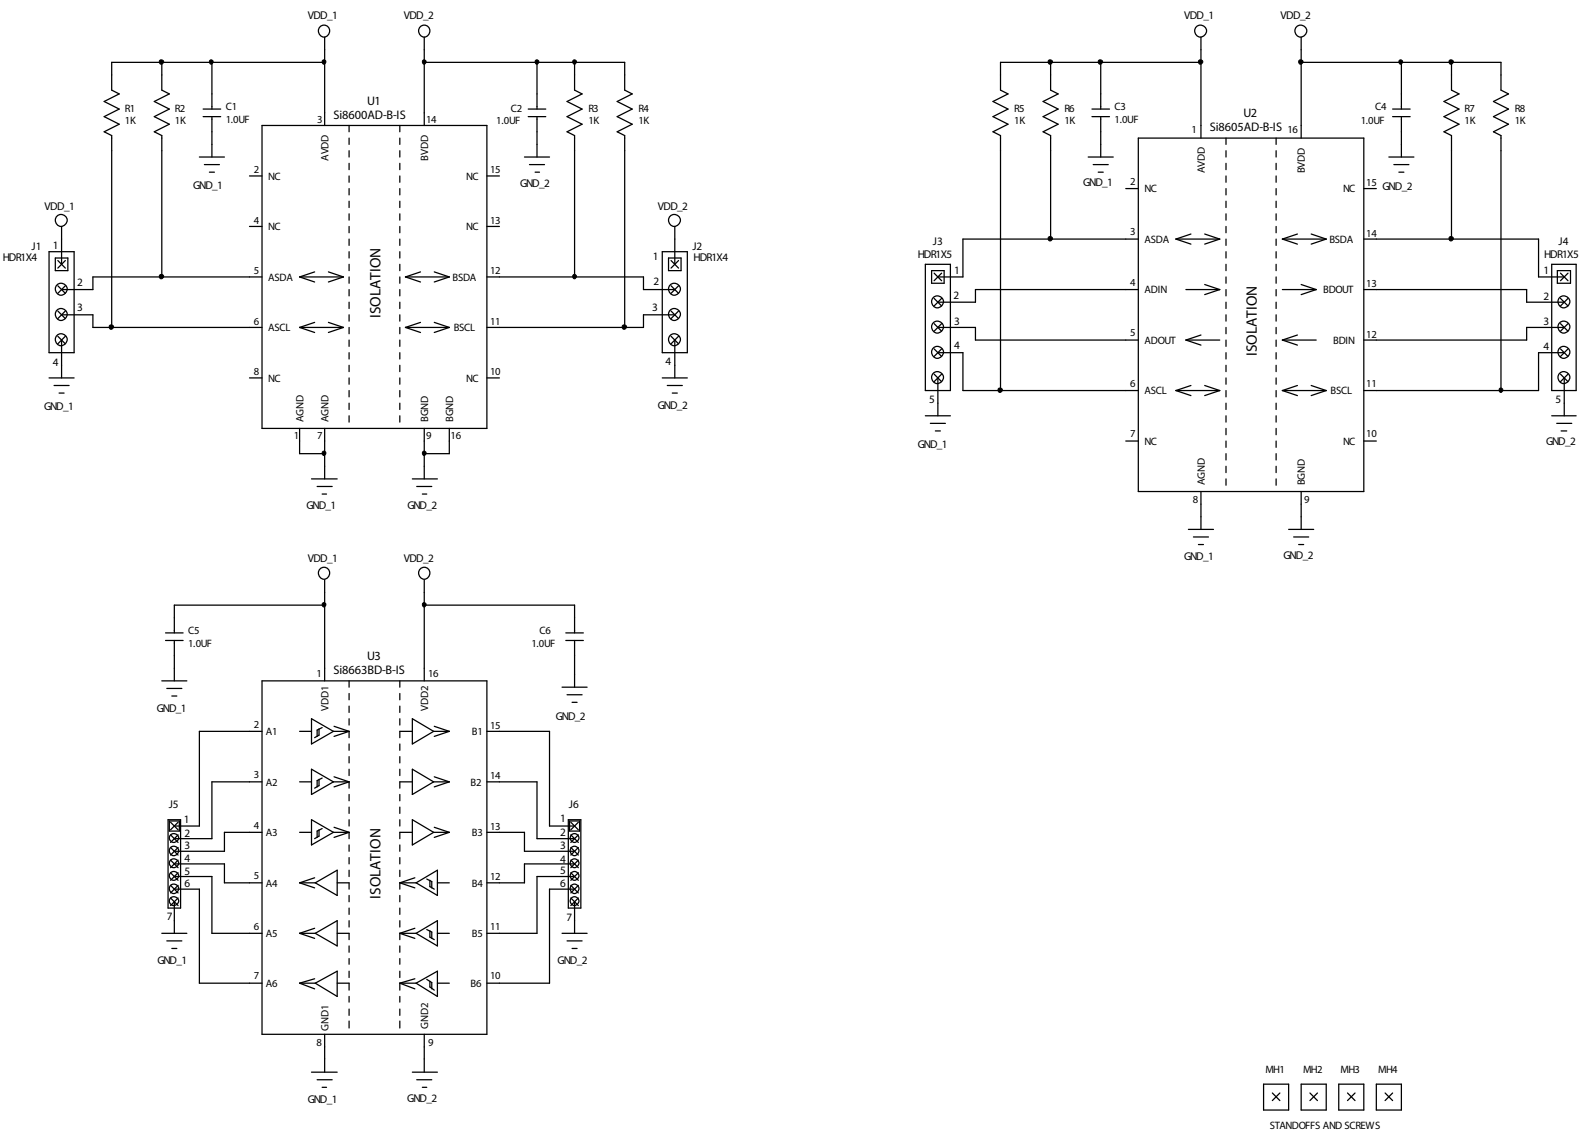 VDD_1
VDD_2
R1
1K
R2
1K
C1
1.0UF
GND_1
U1
Si8600AD-B-IS
C2
1.0UF
GND_2
R3
1K
R4
1K
3
14
AVDD
BVDD
2
NC
NC
15
4
NC
NC
13
5
ASDA
BSDA
12
6
ASCL
BSCL
11
8
NC
NC
10
ISOLATION
AGND
AGND
BGND
BGND
1
7
9
16
GND_1
GND_2
VDD_1
J1
HDR1X4
1
2
3
4
GND_1
VDD_2
J2
HDR1X4
1
2
3
4
GND_2
VDD_1
VDD_2
R5
1K
R6
1K
C3
1.0UF
GND_1
U2
Si8605AD-B-IS
C4
1.0UF
GND_2
R7
1K
R8
1K
1
16
AVDD
BVDD
2
NC
NC
15
3
ASDA
BSDA
14
4
ADIN
BDOUT
13
5
ADOUT
BDIN
12
6
ASCL
BSCL
11
7
NC
NC
10
ISOLATION
AGND
BGND
8
9
GND_1
GND_2
J3
HDR1X5
1
2
3
4
5
GND_1
J4
HDR1X5
1
2
3
4
5
GND_2
VDD_1
VDD_2
C5
1.0UF
GND_1
U3
Si8663BD-B-IS
C6
1.0UF
GND_2
1
16
VDD1
VDD2
2
A1
B1
15
3
A2
B2
14
4
A3
B3
13
5
A4
B4
12
6
A5
B5
11
7
A6
B6
10
ISOLATION
GND1
GND2
8
9
GND_1
GND_2
J5
1
2
3
4
5
6
7
GND_1
J6
1
2
3
4
5
6
7
GND_2
MH1
MH2
MH3
MH4
STANDOFFS AND SCREWS